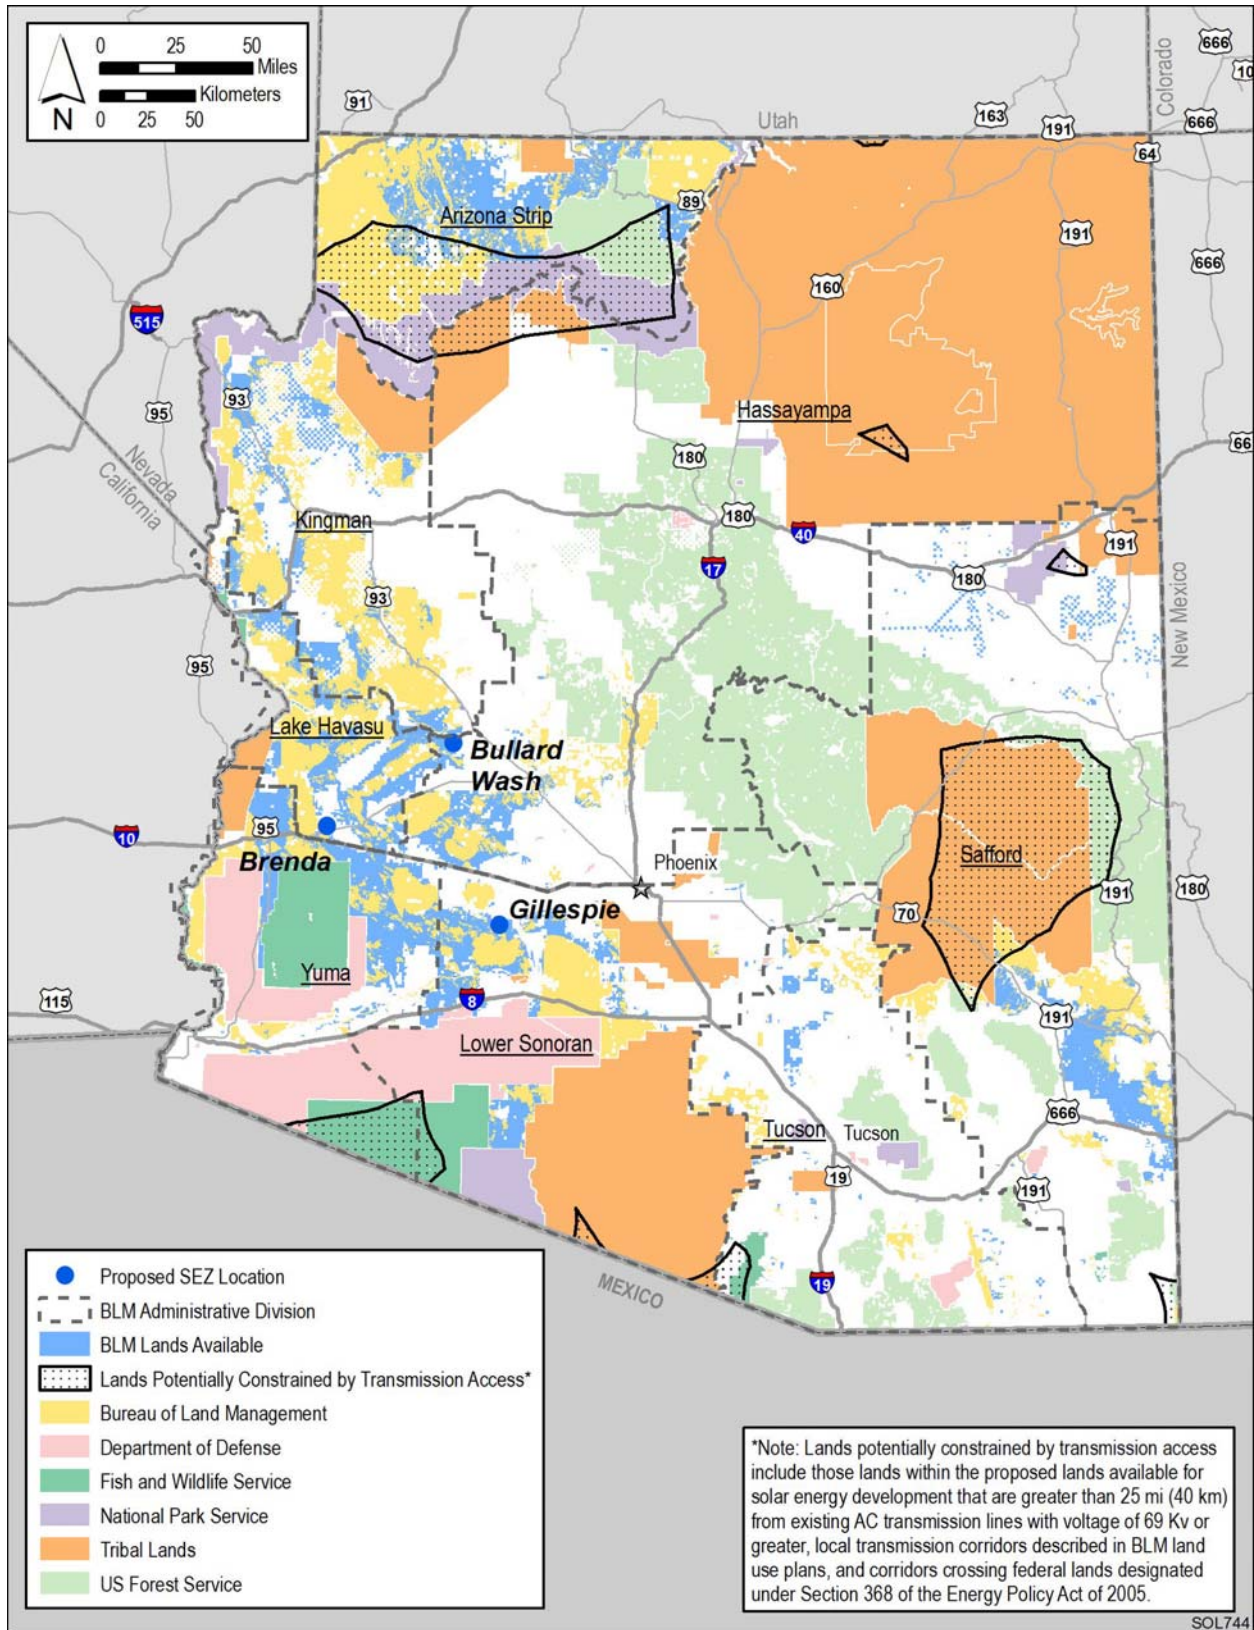 0 25 50
Miles
Kilometers
0 25 50
N
91
Utah
163
191
666
10
Colorado
666
64
89
Arizona Strip
191
666
160
515
93
95
Hassayampa
180
66
Nevada
California
Kingman
180
40
191
17
180
93
New Mexico
95
Lake Havasu
Bullard
Wash
95
10
Brenda
Phoenix
Safford
191
180
Gillespie
70
Yuma
115
8
191
Lower Sonoran
666
Tucson
Tucson
19
191
19
MEXICO
Proposed SEZ Location
BLM Administrative Division
BLM Lands Available
Lands Potentially Constrained by Transmission Access*
Bureau of Land Management
Department of Defense
Fish and Wildlife Service
National Park Service
Tribal Lands
US Forest Service
*Note: Lands potentially constrained by transmission access
include those lands within the proposed lands available for
solar energy development that are greater than 25 mi (40 km)
from existing AC transmission lines with voltage of 69 Kv or
greater, local transmission corridors described in BLM land
use plans, and corridors crossing federal lands designated
under Section 368 of the Energy Policy Act of 2005.
SOL744